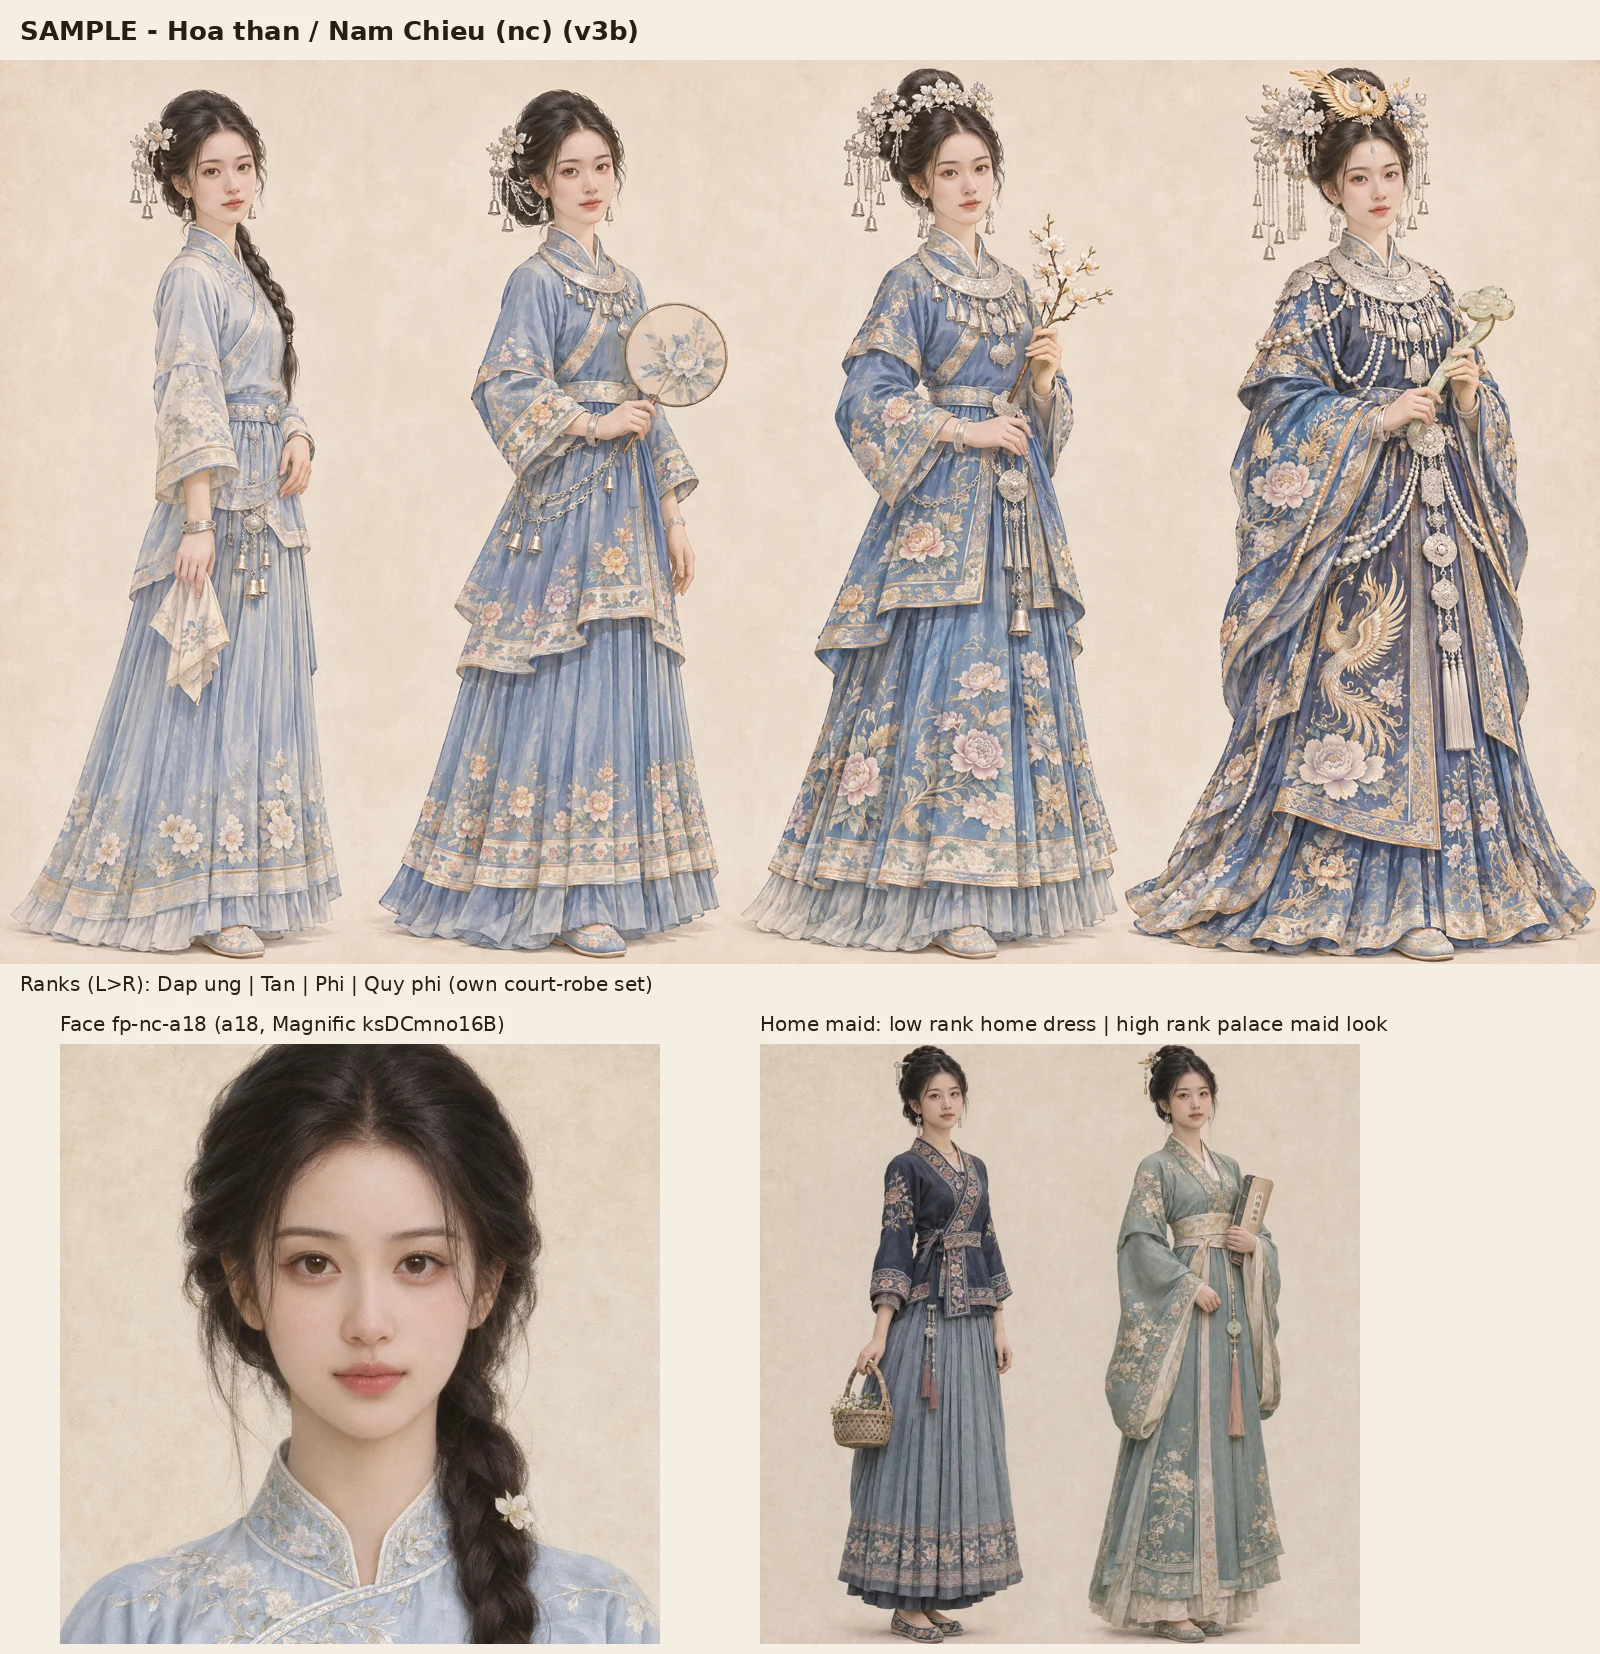 SAMPLE - Hoa than / Nam Chieu (nc) (v3b)
Ranks (L>R): Dap ung | Tan | Phi | Quy phi (own court-robe set)
Face fp-nc-a18 (a18, Magnific ksDCmno16B)
Home maid: low rank home dress | high rank palace maid look